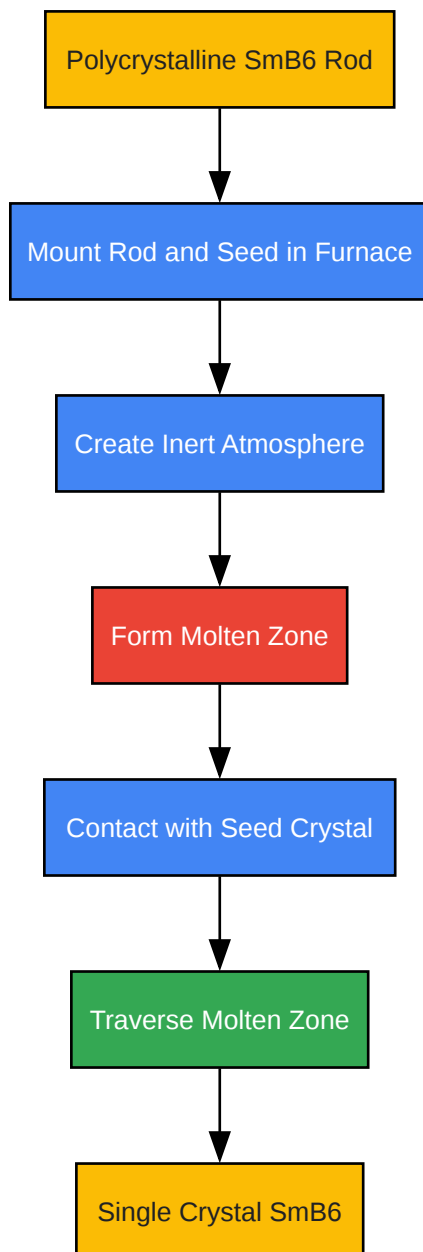 Polycrystalline SmB6 Rod
Mount Rod and Seed in Furnace
Create Inert Atmosphere
Form Molten Zone
Contact with Seed Crystal
Traverse Molten Zone
Single Crystal SmB6